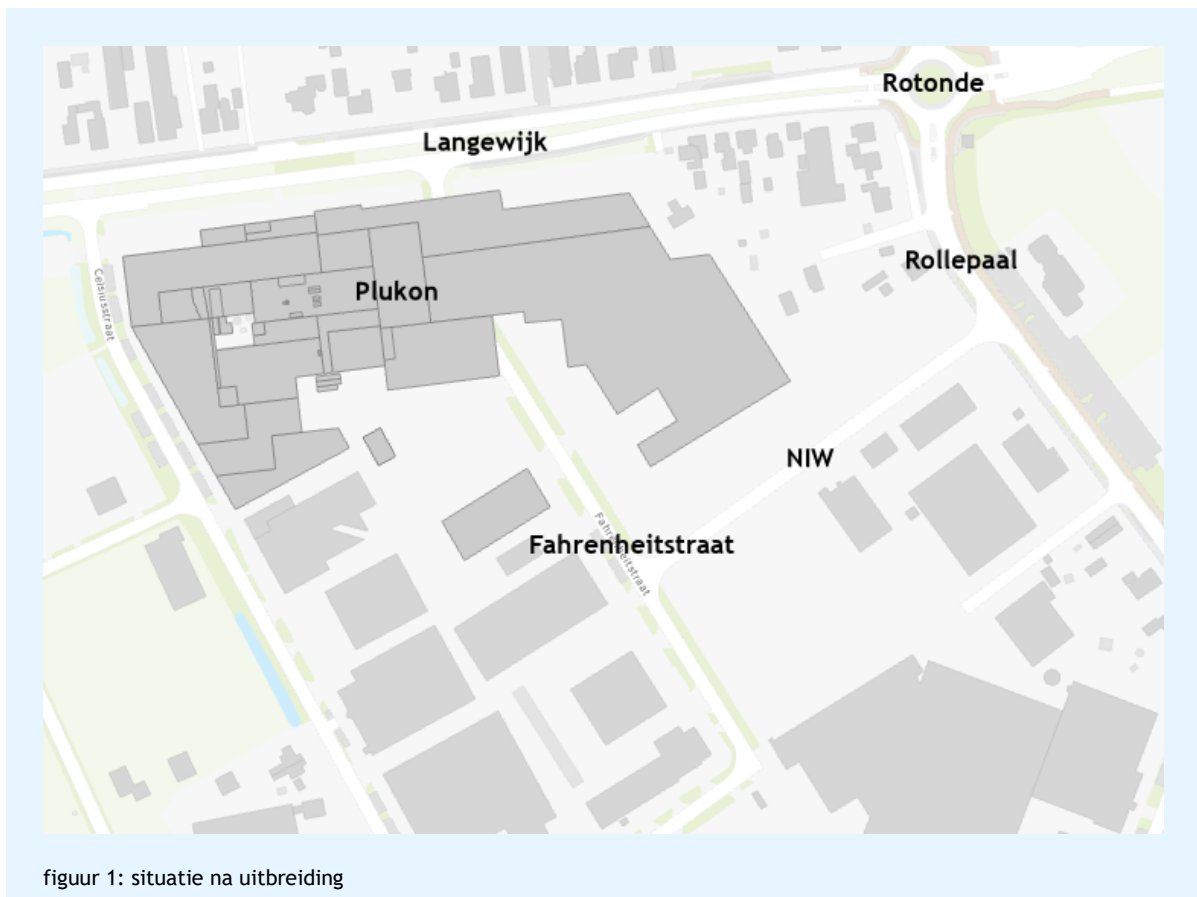 Rotonde
Langewijk
Rollepaal
Celsiusstraat
Plukon
NIW
Fahrenheitstraat
Fahrenheitstraat
figuur 1: situatie na uitbreiding